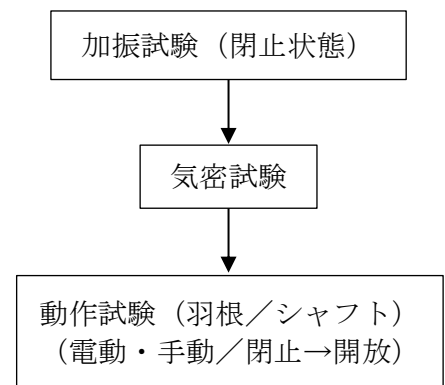 加振試験（閉止状態）
気密試験
動作試験（羽根／シャフト）
（電動・手動／閉止→開放）